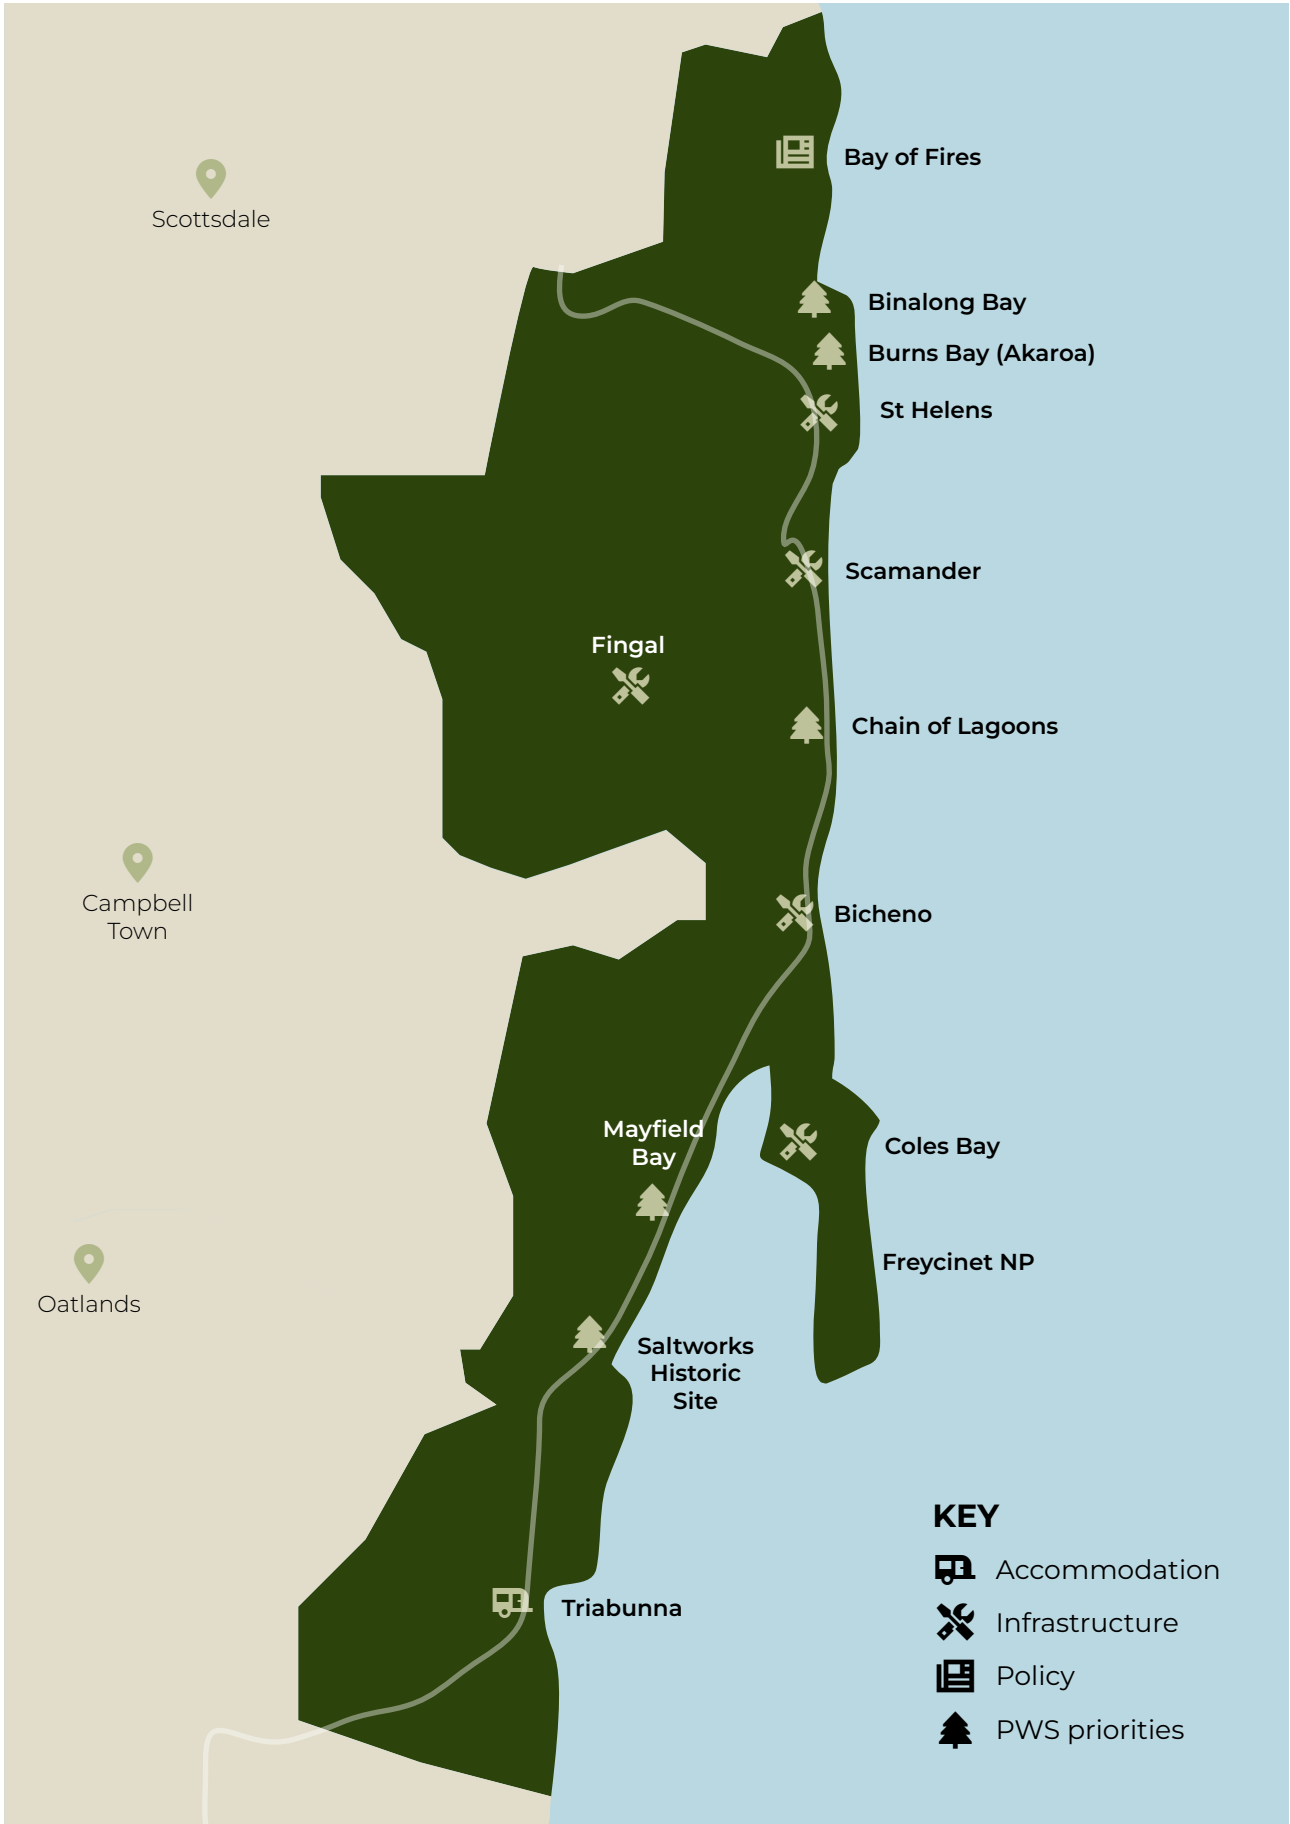 Bay of Fires
Scottsdale
Binalong Bay
Burns Bay (Akaroa)
St Helens
Scamander
Fingal
Chain of Lagoons
Campbell
Town
Bicheno
Mayfield
Bay
Coles Bay
Freycinet NP
Oatlands
Saltworks
Historic
Site
Triabunna
KEY
Accommodation
Infrastructure
Policy
PWS priorities